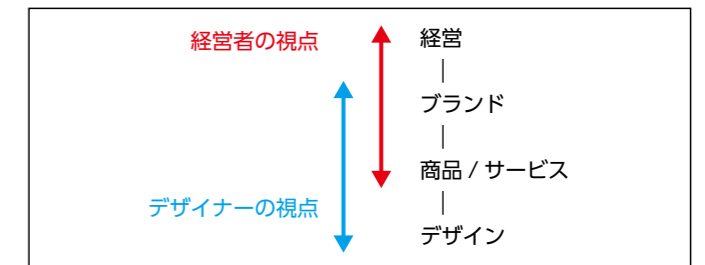 経営者の視点
経営
｜
ブランド
｜
商品 / サービス
｜
デザイナーの視点
デザイン